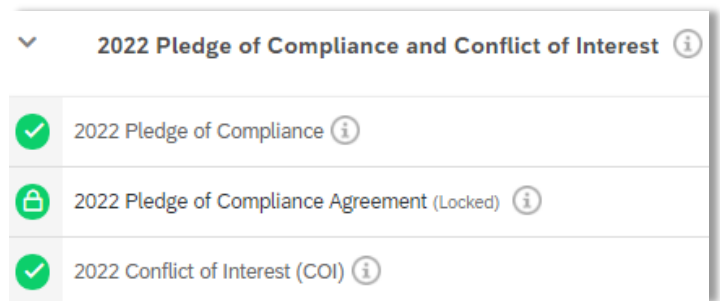 2022 Pledge of Compliance and Conflict of Interest
2022 Pledge of Compliance
2022 Pledge of Compliance Agreement (Locked)
2022 Conflict of Interest (COI)